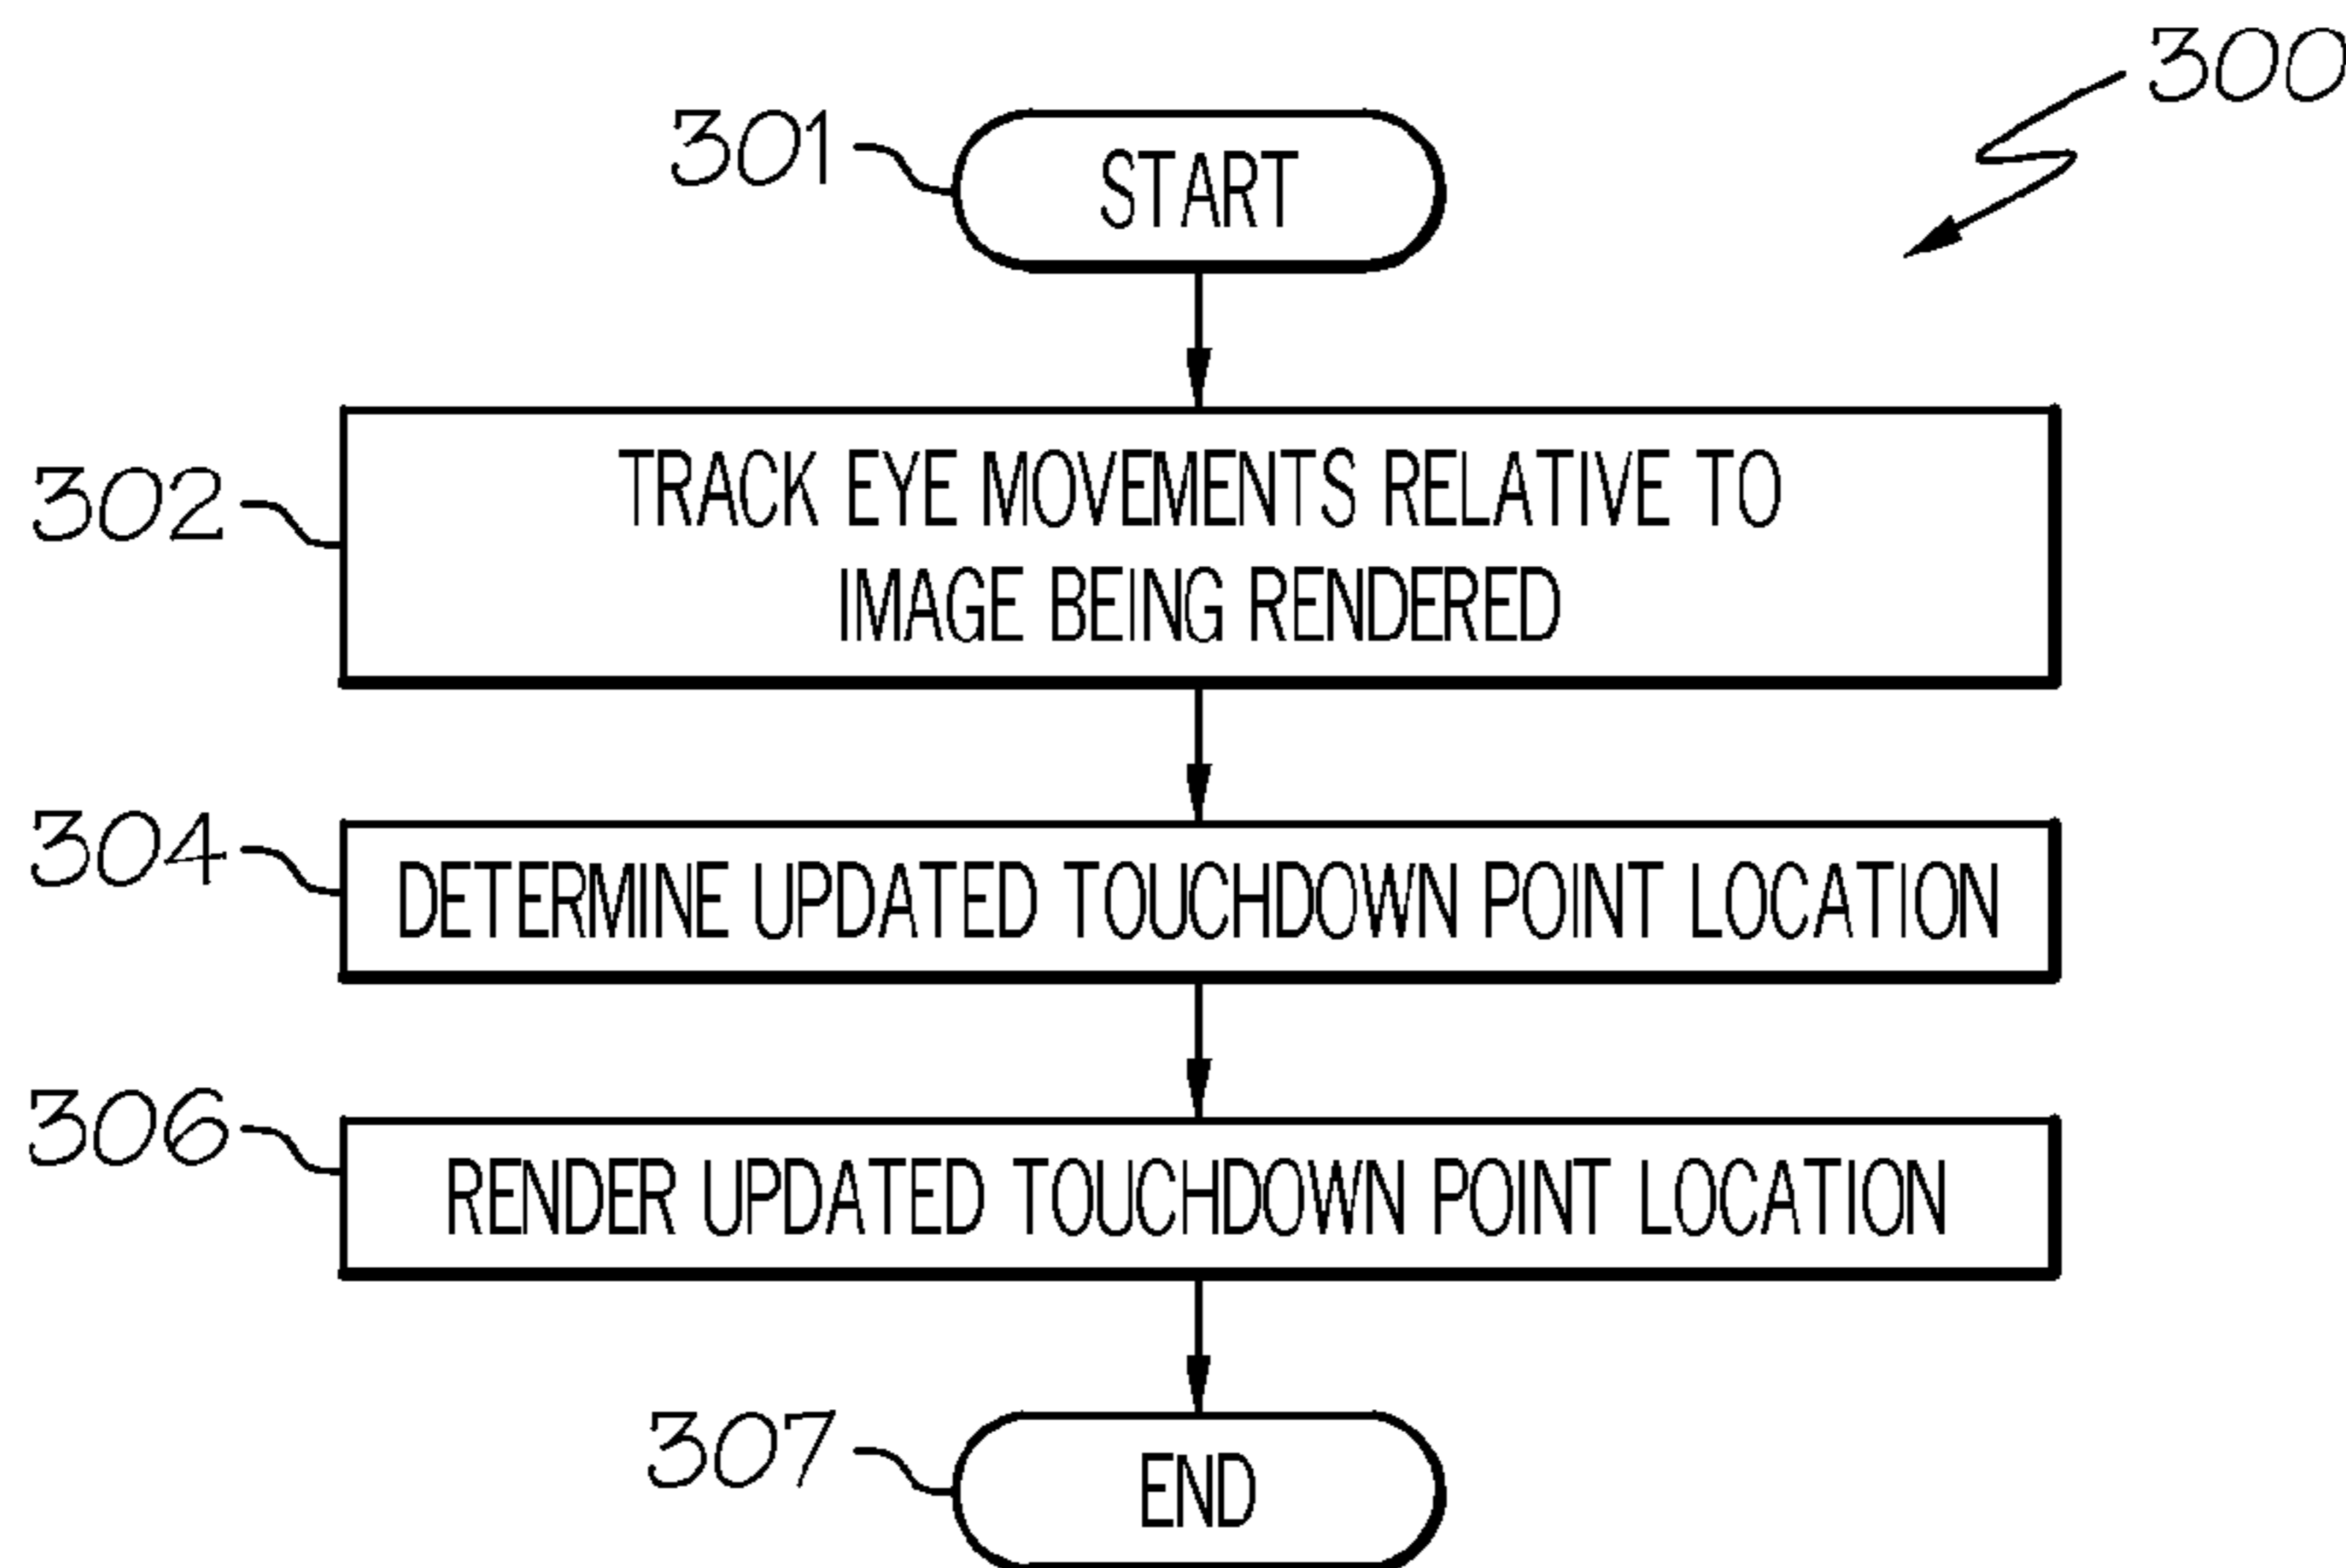 300
301
START
302
TRACK EYE MOVEMENTS RELATIVE TO
IMAGE BEING RENDERED
304
DETERMINE UPDATED TOUCHDOWN POINT LOCATION
306
RENDER UPDATED TOUCHDOWN POINT LOCATION
307
END